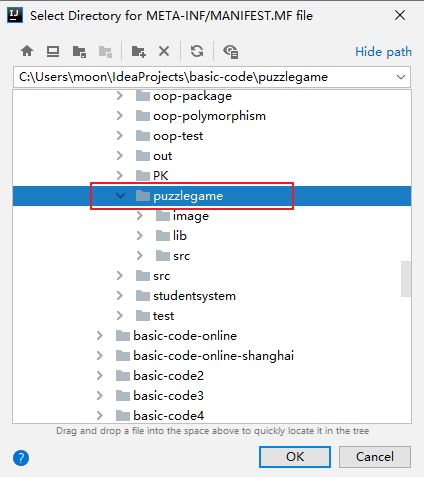 Select Directory for META-INF/MANIFEST.MF file
Hide path
C:\Users\moon\IdeaProjects\basic-code\puzzlegame
oop-package
oop-polymorphism
oop-test
out
PK
puzzlegame
image
lib
src
src
studentsystem
test
basic-code-online
basic-code-online-shanghai
basic-code2
basic-code3
basic-code4
Drag and drop a file into the space above to quickly locate it in the tree
?
OK
Cancel